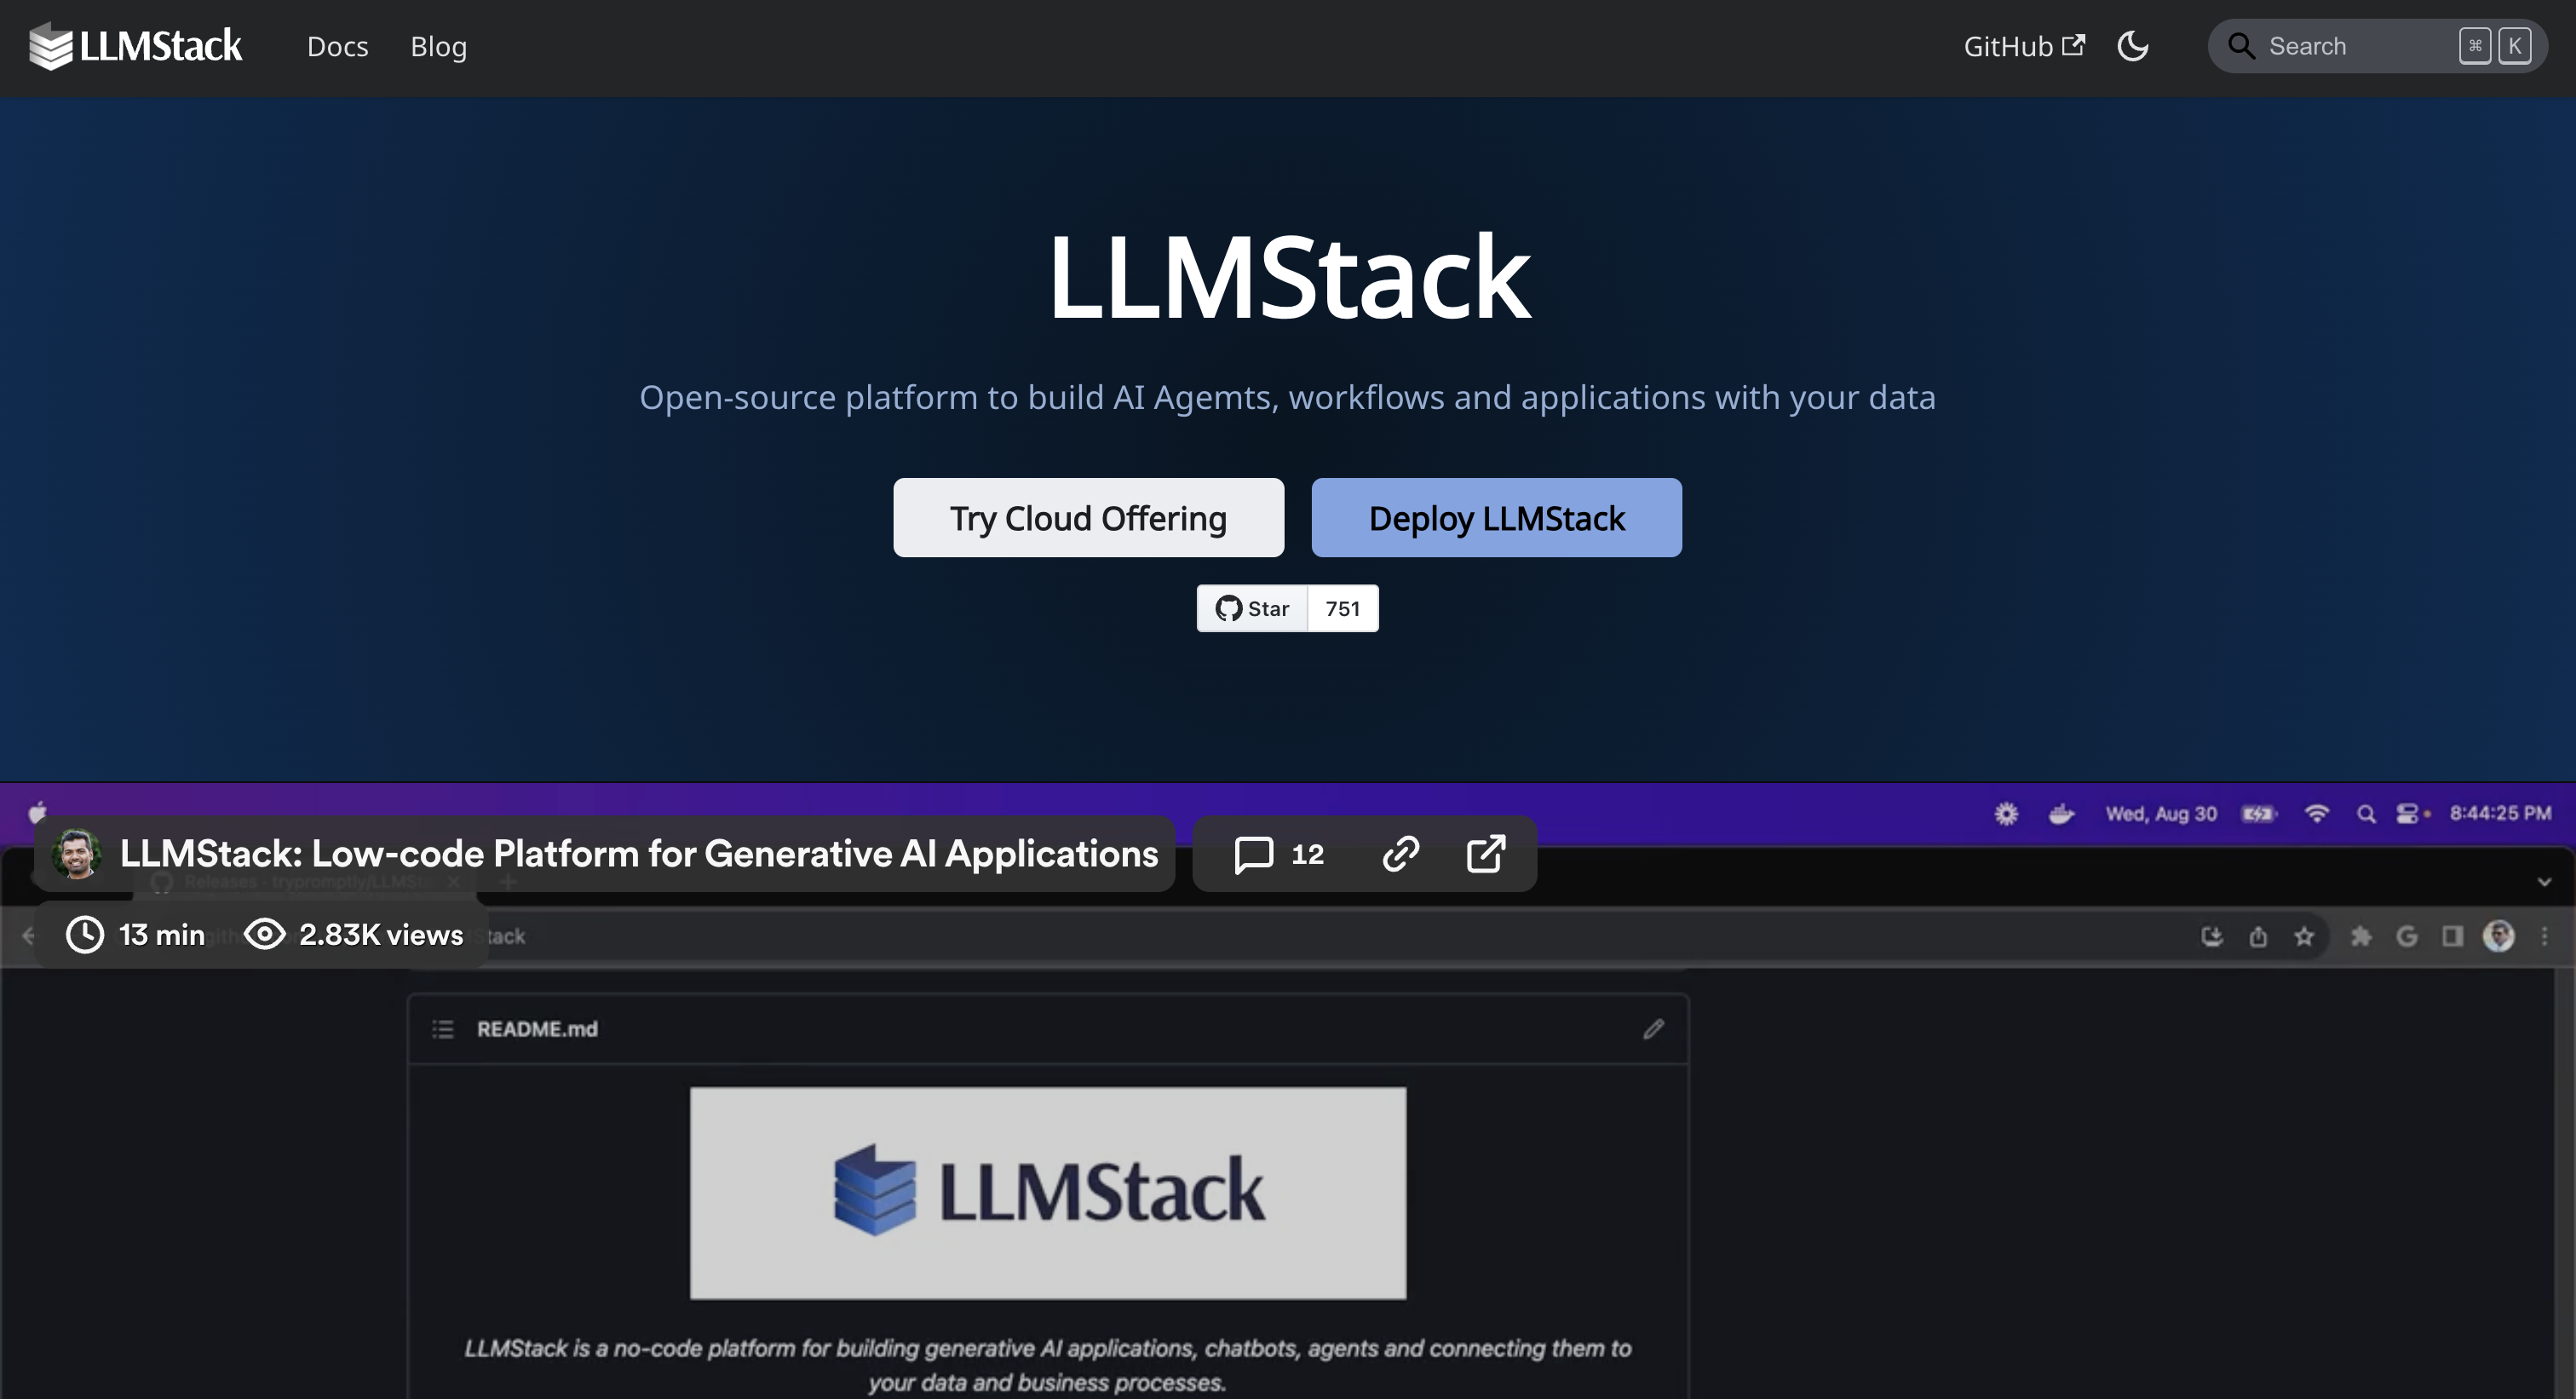 LLMStack
Docs
Blog
GitHub
Search
⌘ K
LLMStack
Open-source platform to build AI Agemts, workflows and applications with your data
Try Cloud Offering
Deploy LLMStack
Star
751
Wed, Aug 30
8:44:25 PM
LLMStack: Low-code Platform for Generative AI Applications
12
Releases · trypromptly/LLMSt
13 min
2.83K views
Stack
README.md
LLMStack
LLMStack is a no-code platform for building generative AI applications, chatbots, agents and connecting them to
your data and business processes.